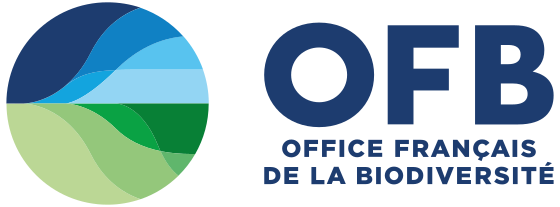 OFB
OFFICE FRANÇAIS
DE LA BIODIVERSITÉ